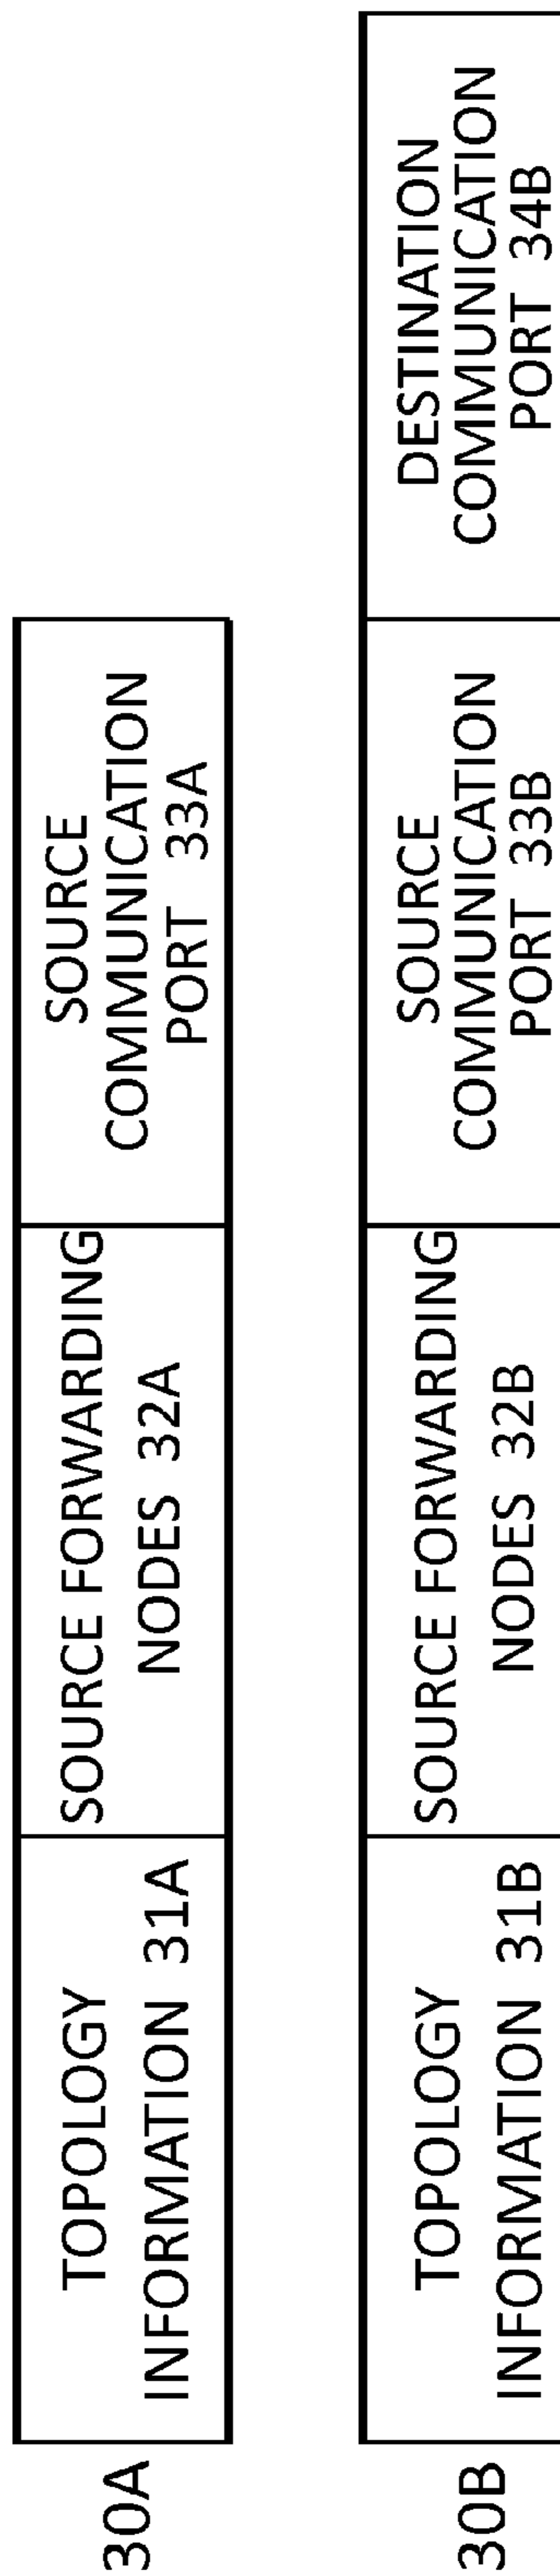 30A
TOPOLOGY
INFORMATION 31A
SOURCE FORWARDING
NODES 32A
SOURCE
COMMUNICATION
PORT 33A
30B
TOPOLOGY
INFORMATION 31B
SOURCE FORWARDING
NODES 32B
SOURCE
COMMUNICATION
PORT 33B
DESTINATION
COMMUNICATION
PORT 34B